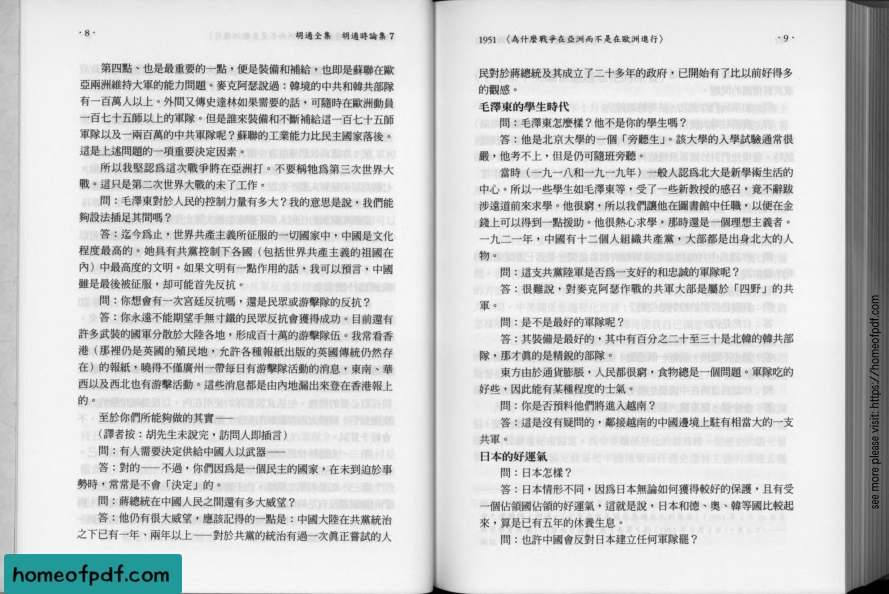 ·8·
胡適全集　胡適時論集7
第四點、也是最重要的一點，便是裝備和補給，也即是蘇聯在歐
亞兩洲維持大軍的能力問題。麥克阿瑟說過：韓境的中共和韓共部隊
有一百萬人以上。外間又傳史達林如果需要的話，可隨時在歐洲動員
一百七十五師以上的軍隊。但是誰來裝備和不斷補給這一百七十五師
軍隊以及一兩百萬的中共軍隊呢？蘇聯的工業能力比民主國家落後。
這是上述問題的一項重要決定因素。
所以我堅認爲這次戰爭將在亞洲打。不要稱牠爲第三次世界大
戰。這只是第二次世界大戰的未了工作。
問：毛澤東對於人民的控制力量有多大？我的意思是說，我們能
夠設法插足其間嗎？
答：迄今爲止，世界共產主義所征服的一切國家中，中國是文化
程度最高的。她具有共黨控制下各國（包括世界共產主義的祖國在
內）中最高度的文明。如果文明有一點作用的話，我可以預言，中國
雖是最後被征服，却可能首先反抗。
問：你想會有一次宮廷反抗嗎，還是民眾或游擊隊的反抗？
答：你永遠不能期望手無寸鐵的民眾反抗會獲得成功。目前還有
許多武裝的國軍分散於大陸各地，形成百十萬的游擊隊伍。我常看香
港（那裡仍是英國的殖民地，允許各種報紙出版的英國傳統仍然存
在）的報紙，曉得不僅廣州一帶每日有游擊隊活動的消息，東南、華
西以及西北也有游擊活動。這些消息都是由內地漏出來登在香港報上
的。
至於你們所能夠做的其實——
（譯者按：胡先生未說完，訪問人即插言）
問：有人需要決定供給中國人以武器——
答：對的——不過，你們因爲是一個民主的國家，在未到迫於事
勢時，常常是不會「決定」的。
問：蔣總統在中國人民之間還有多大威望？
答：他仍有很大威望，應該記得的一點是：中國大陸在共黨統治
之下已有一年、兩年以上——對於共黨的統治有過一次眞正嘗試的人
1951　〈為什麼戰爭在亞洲而不是在歐洲進行〉
·9·
民對於蔣總統及其成立了二十多年的政府，已開始有了比以前好得多
的觀感。
毛澤東的學生時代
問：毛澤東怎麼樣？他不是你的學生嗎？
答：他是北京大學的一個「旁聽生」。該大學的入學試驗通常很
嚴，他考不上，但是仍可隨班旁聽。
當時（一九一八和一九一九年）一般人認爲北大是新學術生活的
中心。所以一些學生如毛澤東等，受了一些新教授的感召，竟不辭跋
涉遠道前來求學。他很窮，所以我們讓他在圖書館中任職，以便在金
錢上可以得到一點援助。他很熱心求學，那時還是一個理想主義者。
一九二一年，中國有十二個人組織共產黨，大部都是出身北大的人
物。
問：這支共黨陸軍是否爲一支好的和忠誠的軍隊呢？
答：很難說，對麥克阿瑟作戰的共軍大部是屬於「四野」的共
軍。
問：是不是最好的軍隊呢？
答：其裝備是最好的，其中有百分之二十至三十是北韓的韓共部
隊，那才眞的是精銳的部隊。
東方由於通貨膨脹，人民都很窮，食物總是一個問題。軍隊吃的
好些，因此能有某種程度的士氣。
問：你是否預料他們將進入越南？
答：這是沒有疑問的，鄰接越南的中國邊境上駐有相當大的一支
共軍。
日本的好運氣
問：日本怎樣？
答：日本情形不同，因爲日本無論如何獲得較好的保護，且有受
一個佔領國佔領的好運氣，這就是說，日本和德、奧、韓等國比較起
來，算是已有五年的休養生息。
問：也許中國會反對日本建立任何軍隊罷？
homeofpdf.com
see more please visit: https://homeofpdf.com